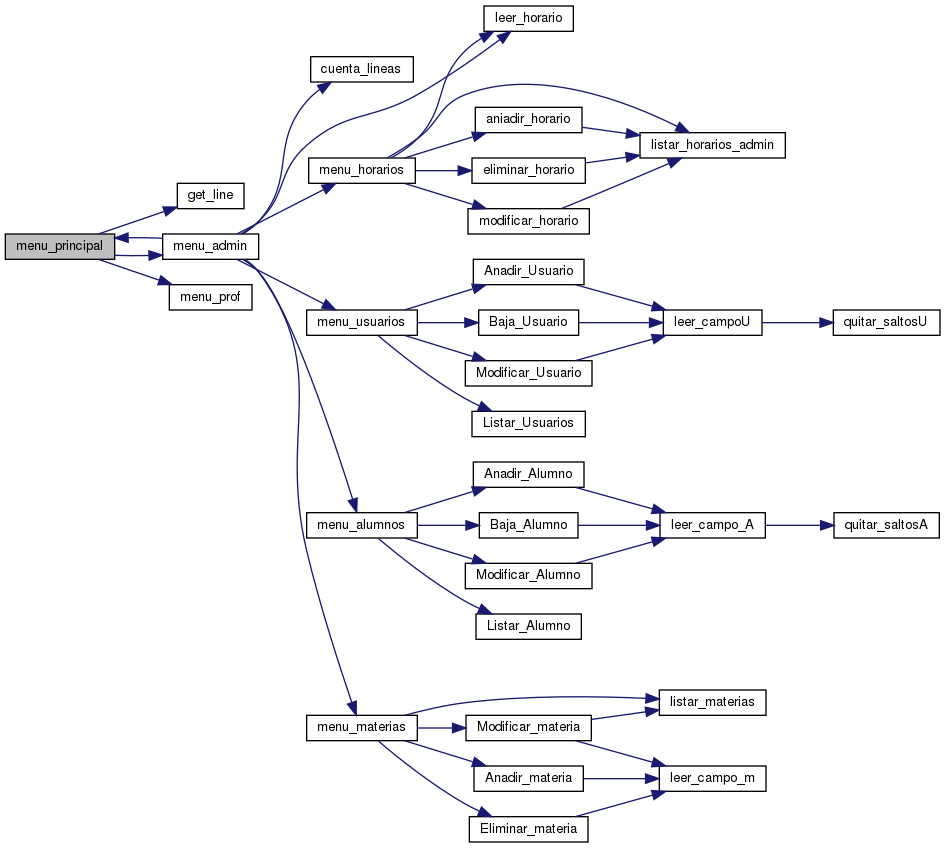 leer_horario
cuenta_lineas
aniadir_horario
listar_horarios_admin
menu_horarios
eliminar_horario
get_line
modificar_horario
menu_principal
menu_admin
Anadir_Usuario
menu_prof
menu_usuarios
Baja_Usuario
leer_campoU
quitar_saltosU
Modificar_Usuario
Listar_Usuarios
Anadir_Alumno
menu_alumnos
Baja_Alumno
leer_campo_A
quitar_saltosA
Modificar_Alumno
Listar_Alumno
listar_materias
menu_materias
Modificar_materia
Anadir_materia
leer_campo_m
Eliminar_materia